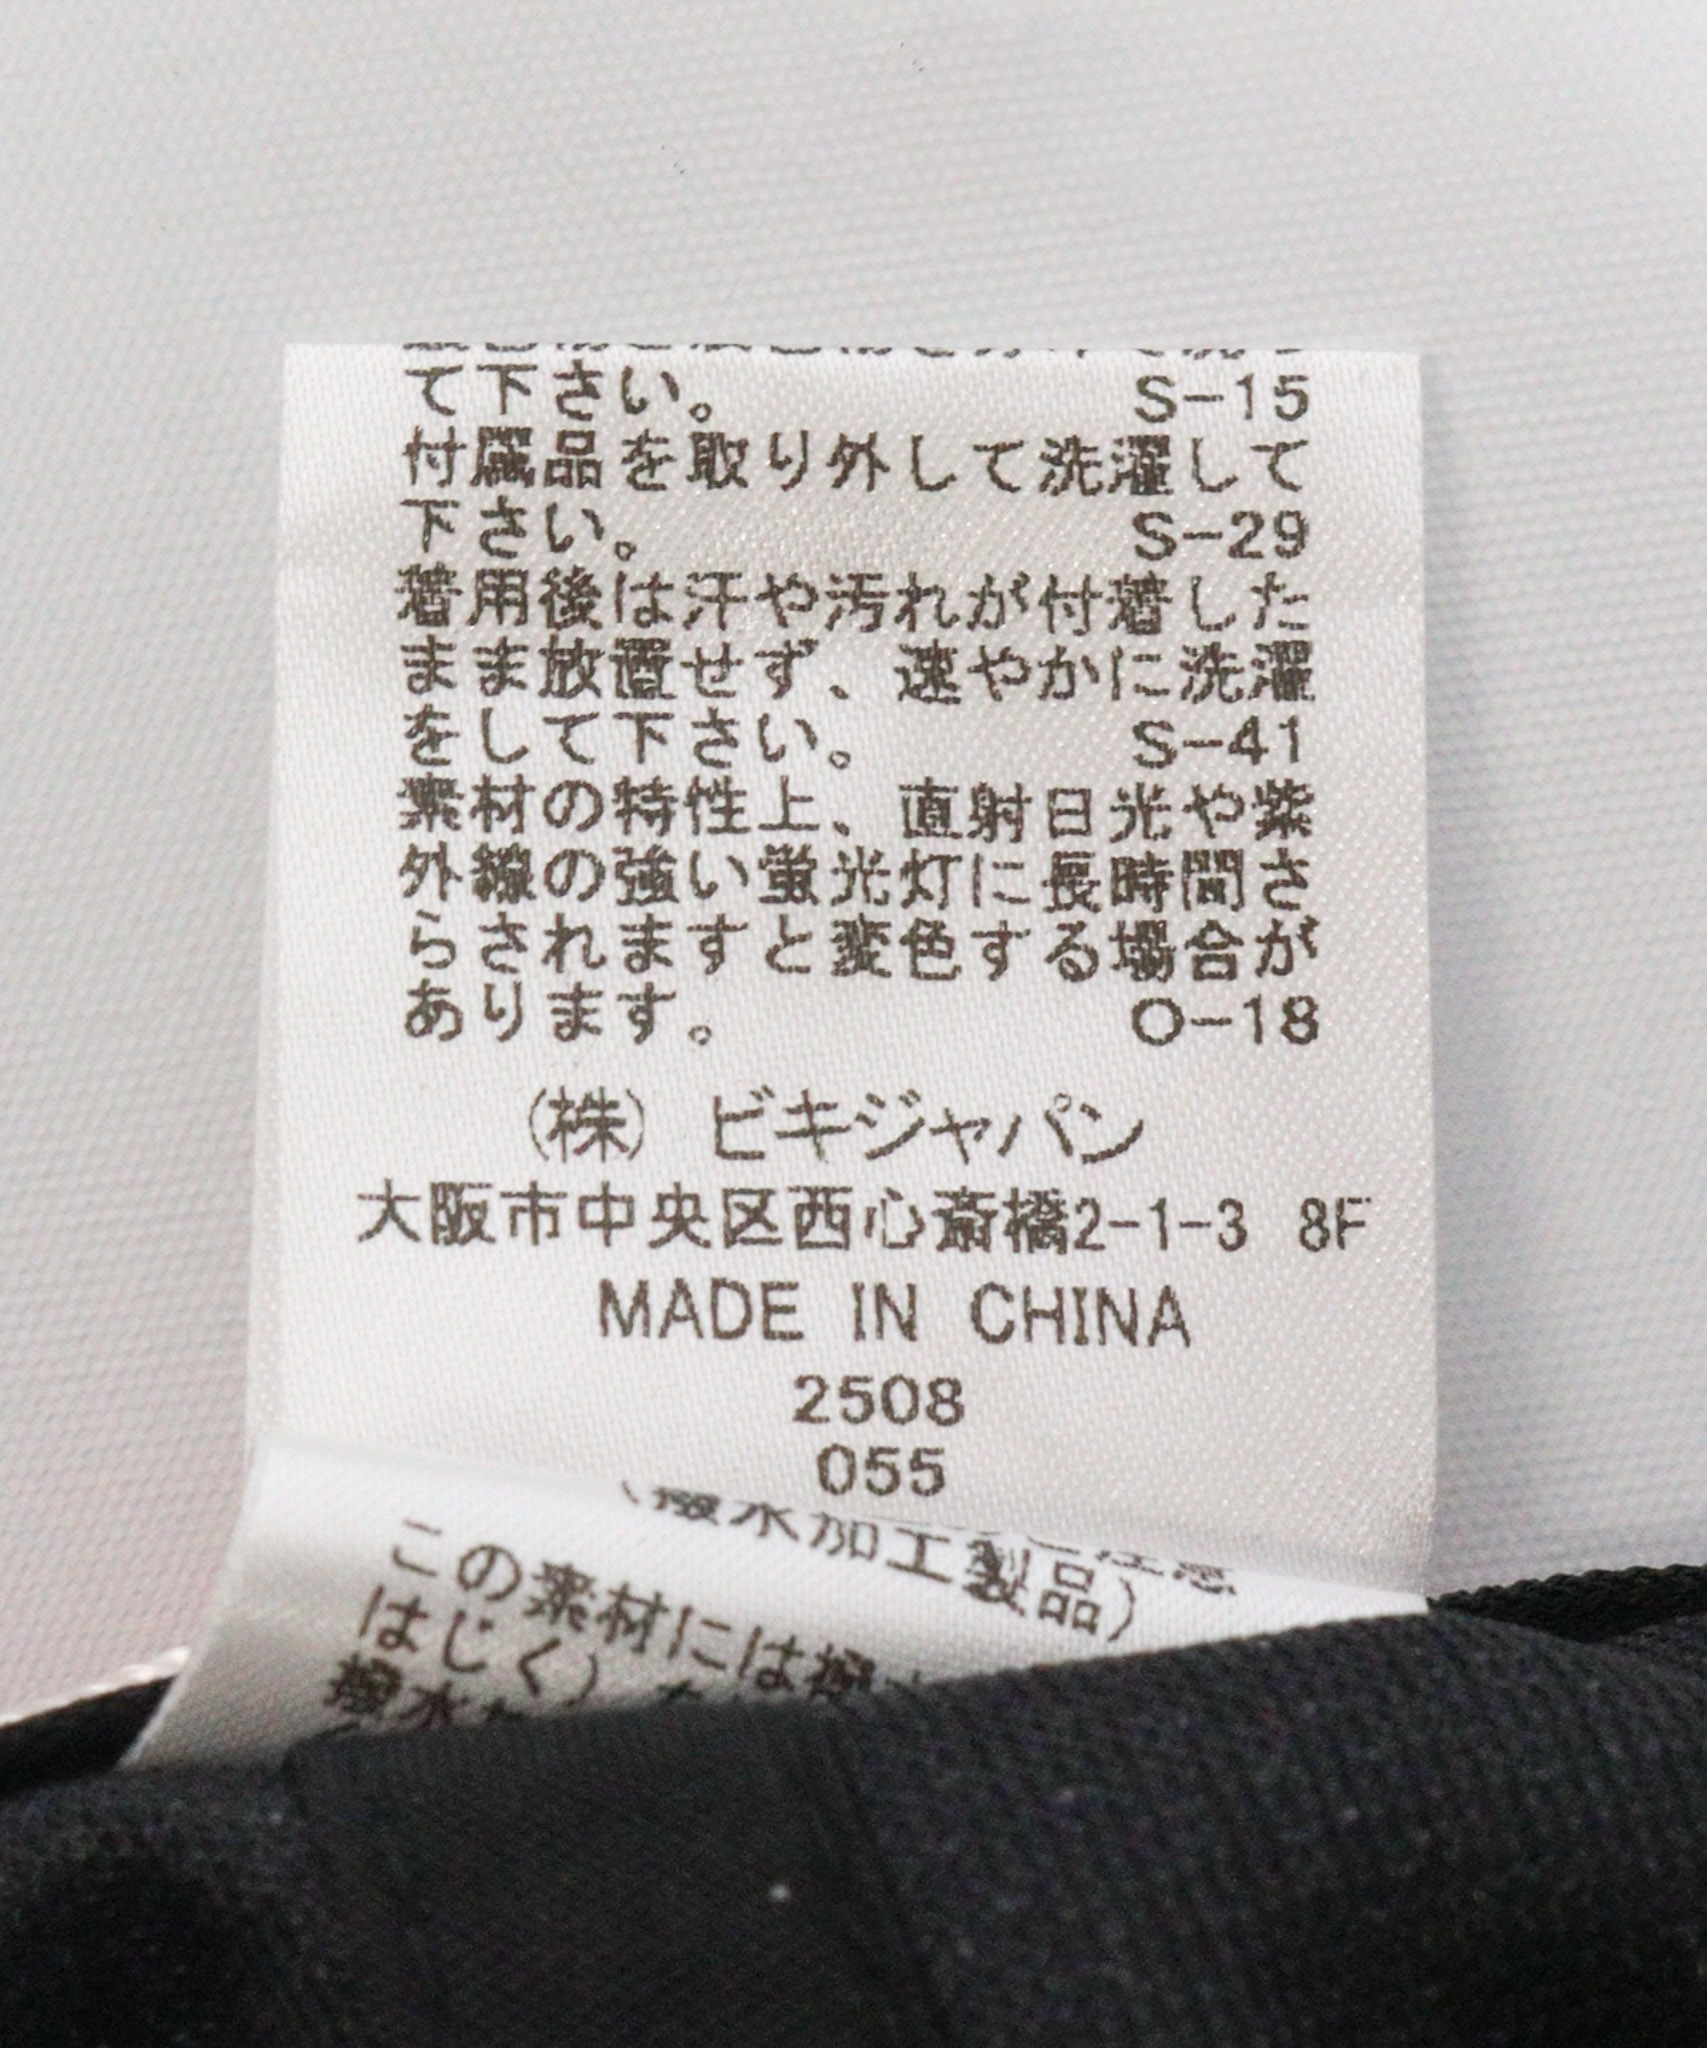 て下さい。 S-15
付属品を取り外して洗濯して
下さい。 S-29
着用後は汗や汚れが付着した
まま放置せず、速やかに洗濯
をして下さい。 S-41
素材の特性上、直射日光や紫
外線の強い蛍光灯に長時間さ
らされますと変色する場合が
あります。 O-18
(株) ビキジャパン
大阪市中央区西心斎橋2-1-3 8F
MADE IN CHINA
2508
055
(撥水加工製品)
この素材には撥
はじく)
撥水